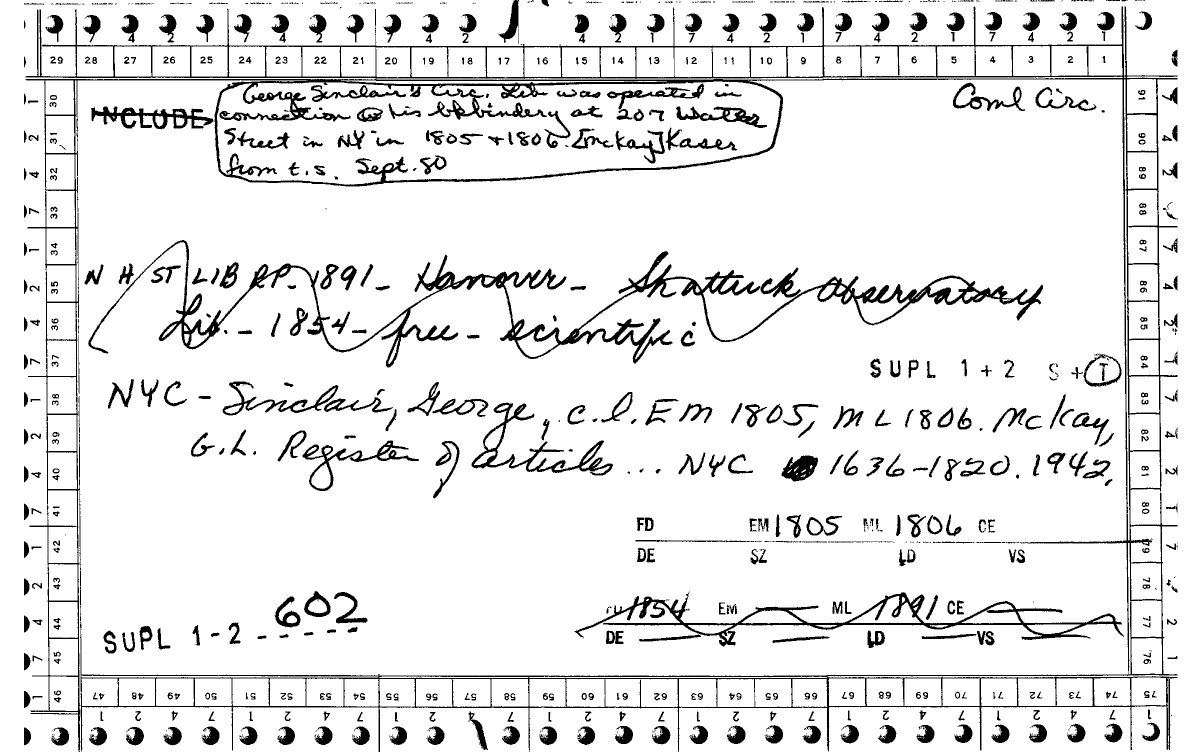 7 4 2 1 7 4 2 1 7 4 2 1 4 2 1 7 4 2 1 7 4 2 1 7 4 2 1
29 28 27 26 25 24 23 22 21 20 19 18 17 16 15 14 13 12 11 10 9 8 7 6 5 4 3 2 1
INCLUDE
George Sinclair's Circ. Lib was operated in
connection @ his bkbindery at 207 Water
Street in NY in 1805 + 1806. [McKay] Kaser
from t.s. Sept. 80
Coml Circ.
N H ST LIB RP - 1891 - Hanover - Shattuck Observatory
Lib. - 1854 - free - scientific
SUPL 1 + 2 S + T
NYC - Sinclair, George, c.l. EM 1805, ML 1806. McKay,
G.L. Register of articles ... NYC 1636-1820. 1942.
FD EM 1805 ML 1806 CE
DE SZ LD VS
1854 EM ML 1891 CE
DE SZ LD VS
SUPL 1-2 602
30 31 32 33 34 35 36 37 38 39 40 41 42 43 44 45 46
91 90 89 88 87 86 85 84 83 82 81 80 79 78 77 76 75
47 48 49 50 51 52 53 54 55 56 57 58 59 60 61 62 63 64 65 66 67 68 69 70 71 72 73 74
1 2 4 7 1 2 4 7 1 2 4 7 1 2 4 7 1 2 4 7 1 2 4 7 1 2 4 7